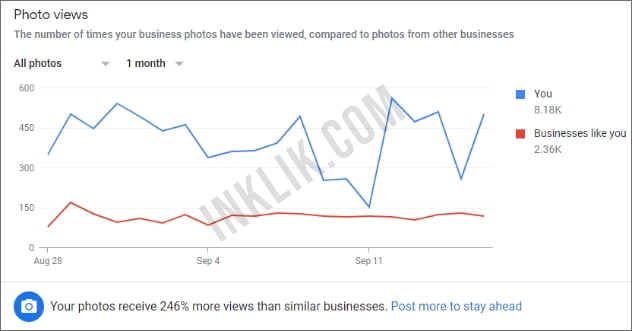 Photo views
The number of times your business photos have been viewed, compared to photos from other businesses
All photos 1 month
600
450
300
150
0
Aug 28 Sep 4 Sep 11
You
8.18K
Businesses like you
2.36K
INKLIK.COM
Your photos receive 246% more views than similar businesses. Post more to stay ahead